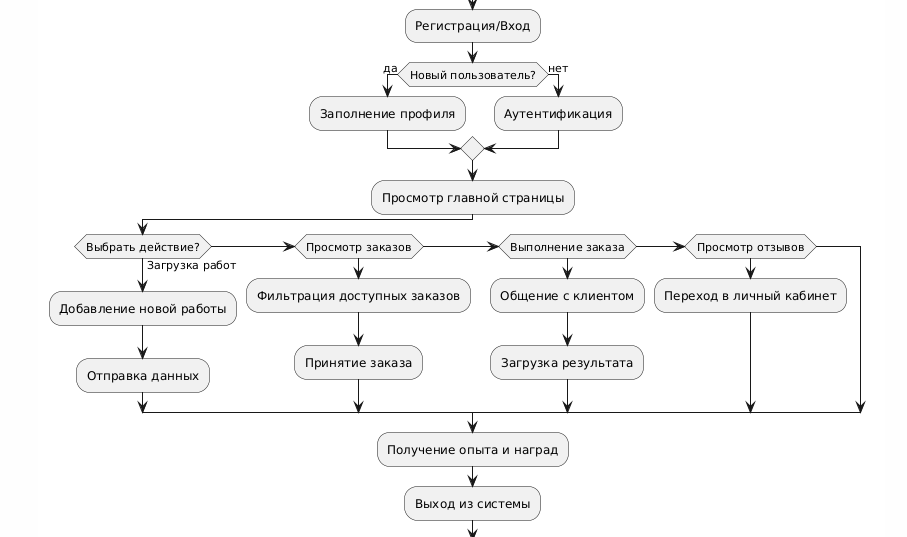 Регистрация/Вход
да
Новый пользователь?
нет
Заполнение профиля
Аутентификация
Просмотр главной страницы
Выбрать действие?
Просмотр заказов
Выполнение заказа
Просмотр отзывов
Загрузка работ
Добавление новой работы
Фильтрация доступных заказов
Общение с клиентом
Переход в личный кабинет
Отправка данных
Принятие заказа
Загрузка результата
Получение опыта и наград
Выход из системы